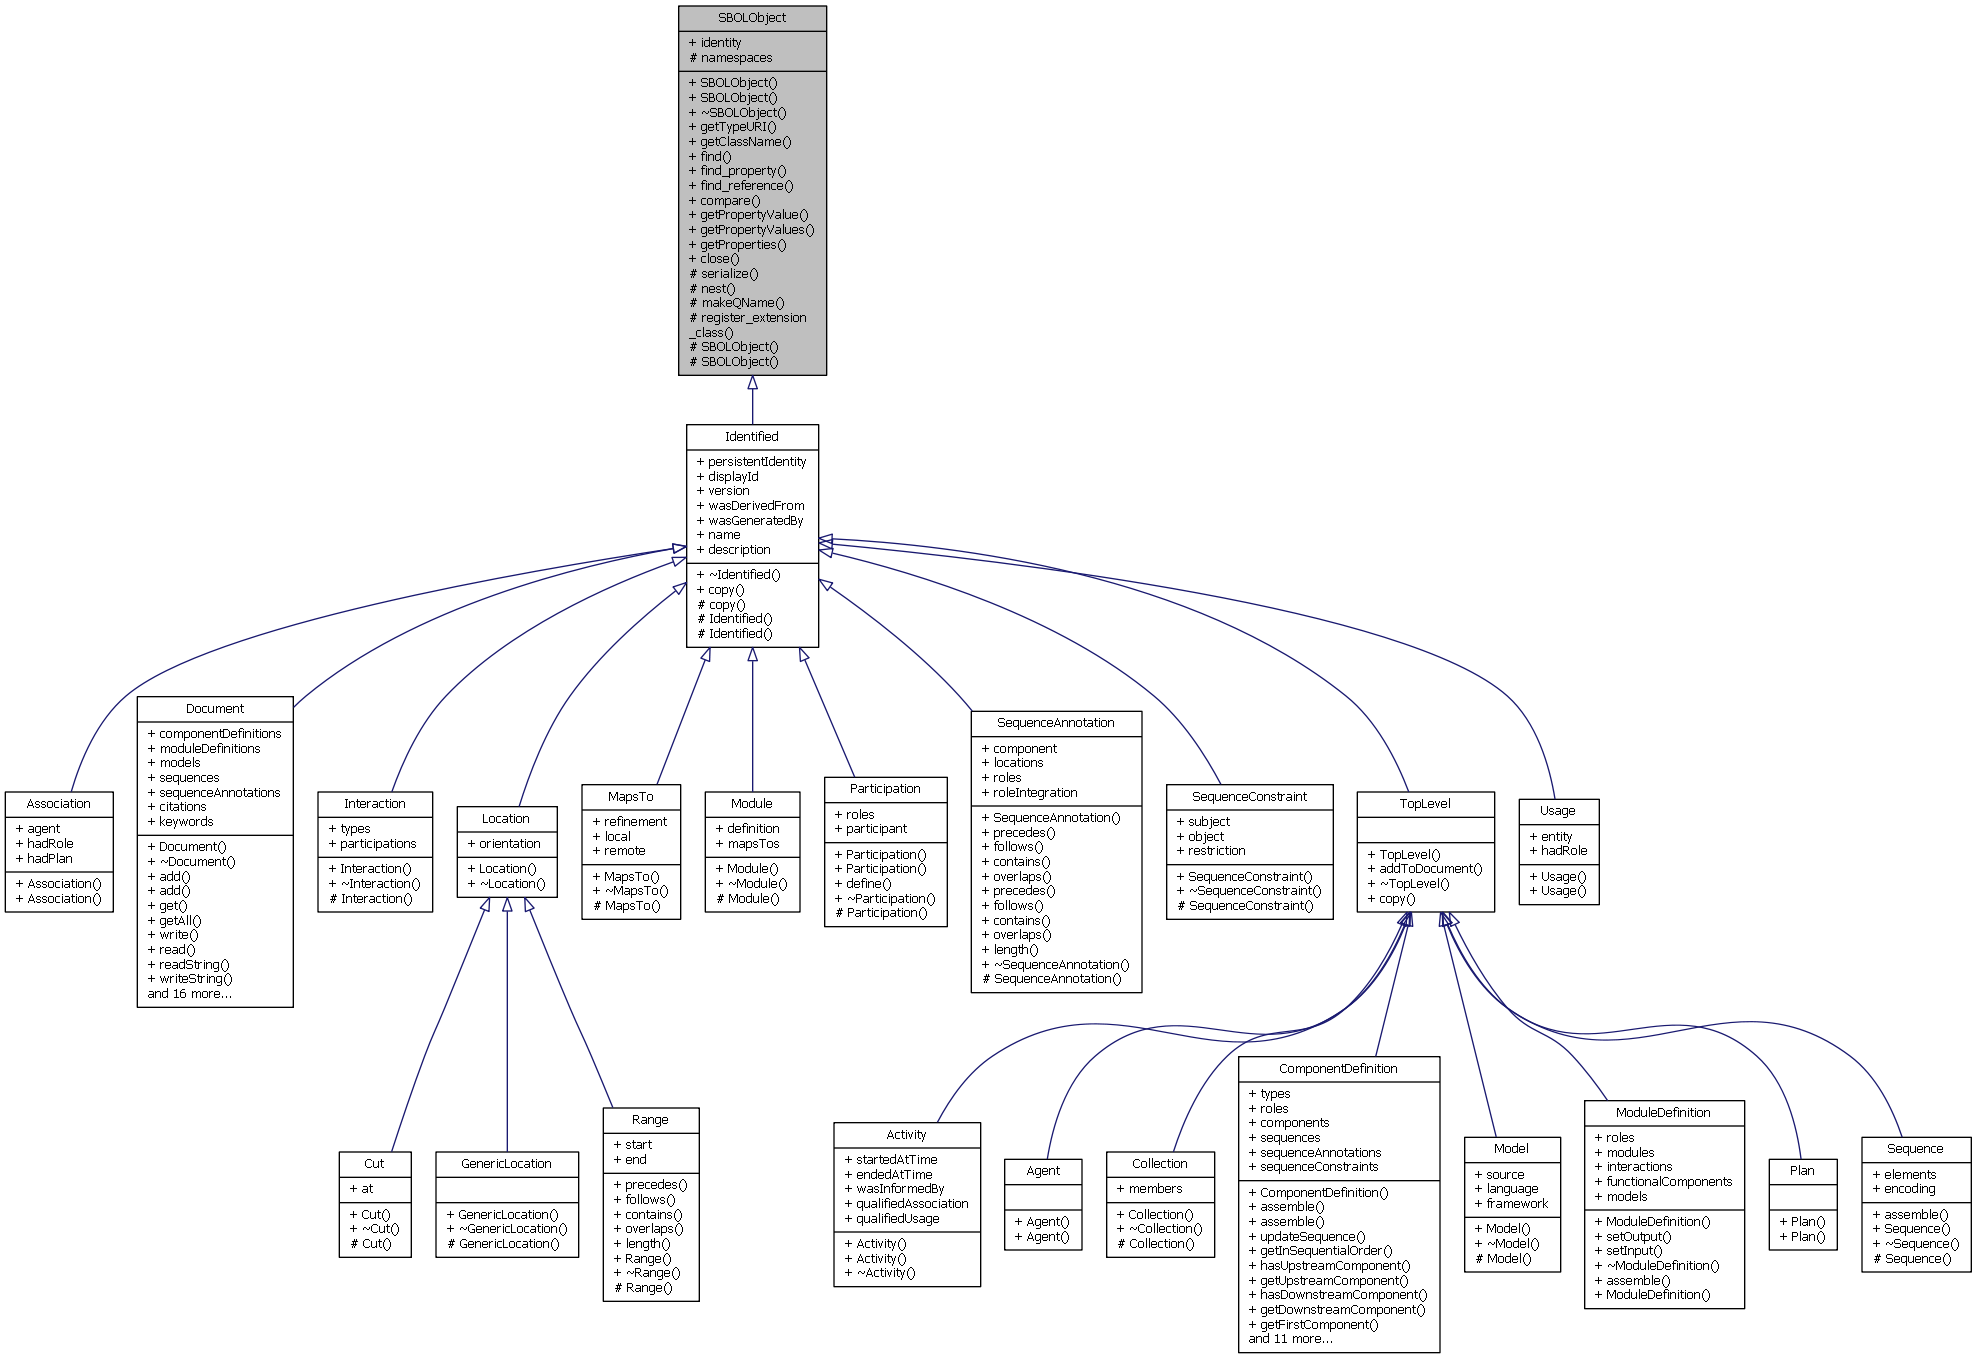 SBOLObject
+ identity
# namespaces
+ SBOLObject()
+ SBOLObject()
+ ~SBOLObject()
+ getTypeURI()
+ getClassName()
+ find()
+ find_property()
+ find_reference()
+ compare()
+ getPropertyValue()
+ getPropertyValues()
+ getProperties()
+ close()
# serialize()
# nest()
# makeQName()
# register_extension
_class()
# SBOLObject()
# SBOLObject()
Identified
+ persistentIdentity
+ displayId
+ version
+ wasDerivedFrom
+ wasGeneratedBy
+ name
+ description
+ ~Identified()
+ copy()
# copy()
# Identified()
# Identified()
Association
+ agent
+ hadRole
+ hadPlan
+ Association()
+ Association()
Document
+ componentDefinitions
+ moduleDefinitions
+ models
+ sequences
+ sequenceAnnotations
+ citations
+ keywords
+ Document()
+ ~Document()
+ add()
+ add()
+ get()
+ getAll()
+ write()
+ read()
+ readString()
+ writeString()
and 16 more...
Interaction
+ types
+ participations
+ Interaction()
+ ~Interaction()
# Interaction()
Location
+ orientation
+ Location()
+ ~Location()
MapsTo
+ refinement
+ local
+ remote
+ MapsTo()
+ ~MapsTo()
# MapsTo()
Module
+ definition
+ mapsTos
+ Module()
+ ~Module()
# Module()
Participation
+ roles
+ participant
+ Participation()
+ Participation()
+ define()
+ ~Participation()
# Participation()
SequenceAnnotation
+ component
+ locations
+ roles
+ roleIntegration
+ SequenceAnnotation()
+ precedes()
+ follows()
+ contains()
+ overlaps()
+ precedes()
+ follows()
+ contains()
+ overlaps()
+ length()
+ ~SequenceAnnotation()
# SequenceAnnotation()
SequenceConstraint
+ subject
+ object
+ restriction
+ SequenceConstraint()
+ ~SequenceConstraint()
# SequenceConstraint()
TopLevel
+ TopLevel()
+ addToDocument()
+ ~TopLevel()
+ copy()
Usage
+ entity
+ hadRole
+ Usage()
+ Usage()
Cut
+ at
+ Cut()
+ ~Cut()
# Cut()
GenericLocation
+ GenericLocation()
+ ~GenericLocation()
# GenericLocation()
Range
+ start
+ end
+ precedes()
+ follows()
+ contains()
+ overlaps()
+ length()
+ Range()
+ ~Range()
# Range()
Activity
+ startedAtTime
+ endedAtTime
+ wasInformedBy
+ qualifiedAssociation
+ qualifiedUsage
+ Activity()
+ Activity()
+ ~Activity()
Agent
+ Agent()
+ Agent()
Collection
+ members
+ Collection()
+ ~Collection()
# Collection()
ComponentDefinition
+ types
+ roles
+ components
+ sequences
+ sequenceAnnotations
+ sequenceConstraints
+ ComponentDefinition()
+ assemble()
+ assemble()
+ updateSequence()
+ getInSequentialOrder()
+ hasUpstreamComponent()
+ getUpstreamComponent()
+ hasDownstreamComponent()
+ getDownstreamComponent()
+ getFirstComponent()
and 11 more...
Model
+ source
+ language
+ framework
+ Model()
+ ~Model()
# Model()
ModuleDefinition
+ roles
+ modules
+ interactions
+ functionalComponents
+ models
+ ModuleDefinition()
+ setOutput()
+ setInput()
+ ~ModuleDefinition()
+ assemble()
+ ModuleDefinition()
Plan
+ Plan()
+ Plan()
Sequence
+ elements
+ encoding
+ assemble()
+ Sequence()
+ ~Sequence()
# Sequence()